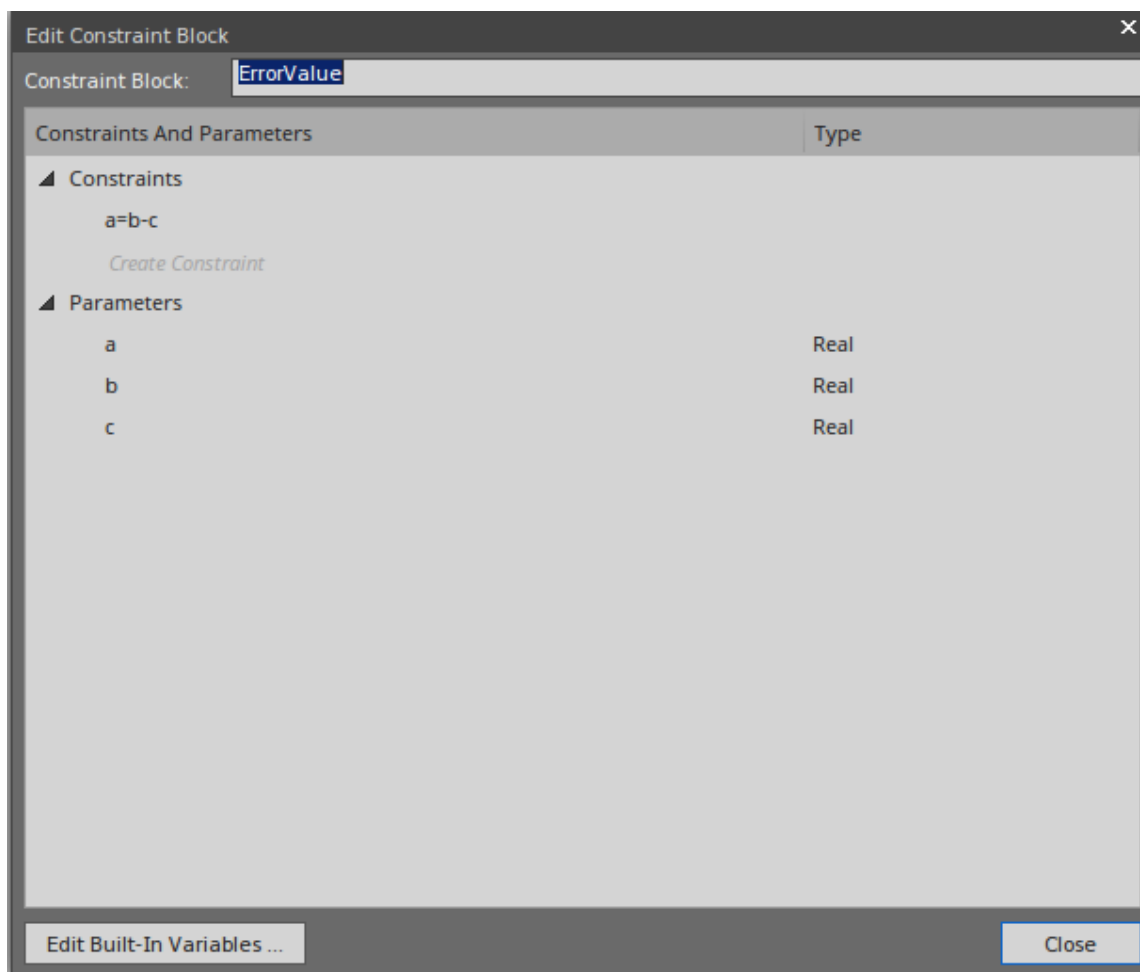 Edit Constraint Block
Constraint Block: ErrorValue
Constraints And Parameters Type
Constraints
a=b-c
Create Constraint
Parameters
a Real
b Real
c Real
Edit Built-In Variables ... Close